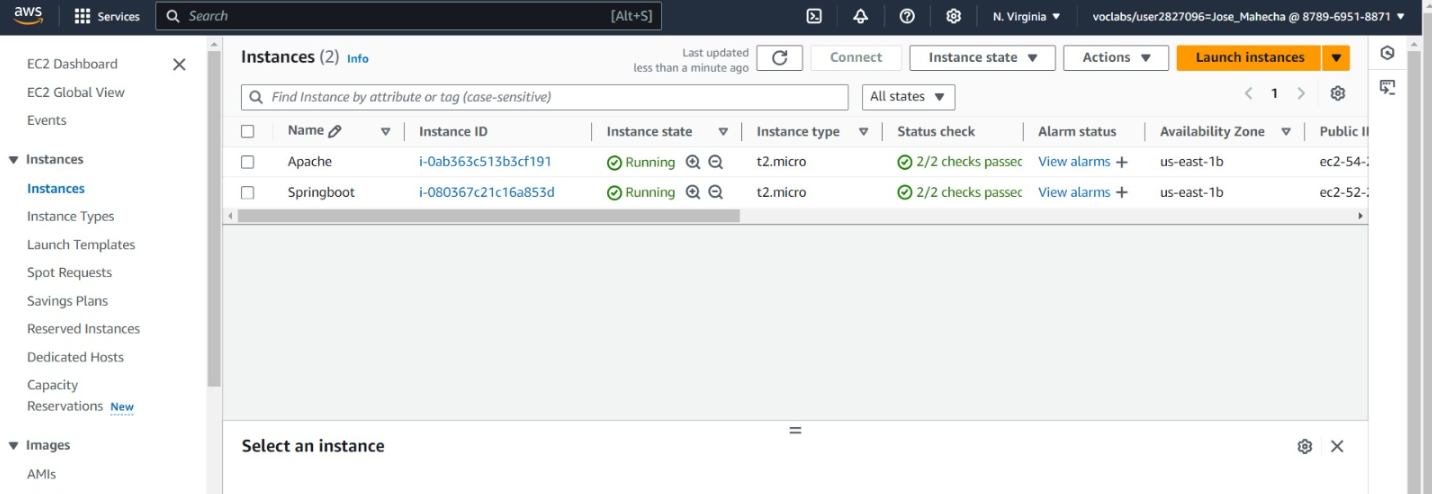 aws
Services
Search [Alt+S]
N. Virginia
voclabs/user2827096=Jose_Mahecha @ 8789-6951-8871
EC2 Dashboard
EC2 Global View
Events
Instances
Instances
Instance Types
Launch Templates
Spot Requests
Savings Plans
Reserved Instances
Dedicated Hosts
Capacity
Reservations New
Images
AMIs
Instances (2) Info
Last updated
less than a minute ago
Connect
Instance state
Actions
Launch instances
Find Instance by attribute or tag (case-sensitive)
All states
1
Name Instance ID Instance state Instance type Status check Alarm status Availability Zone Public
Apache i-0ab363c513b3cf191 Running t2.micro 2/2 checks passed View alarms + us-east-1b ec2-54-2
Springboot i-080367c21c16a853d Running t2.micro 2/2 checks passed View alarms + us-east-1b ec2-52-2
Select an instance